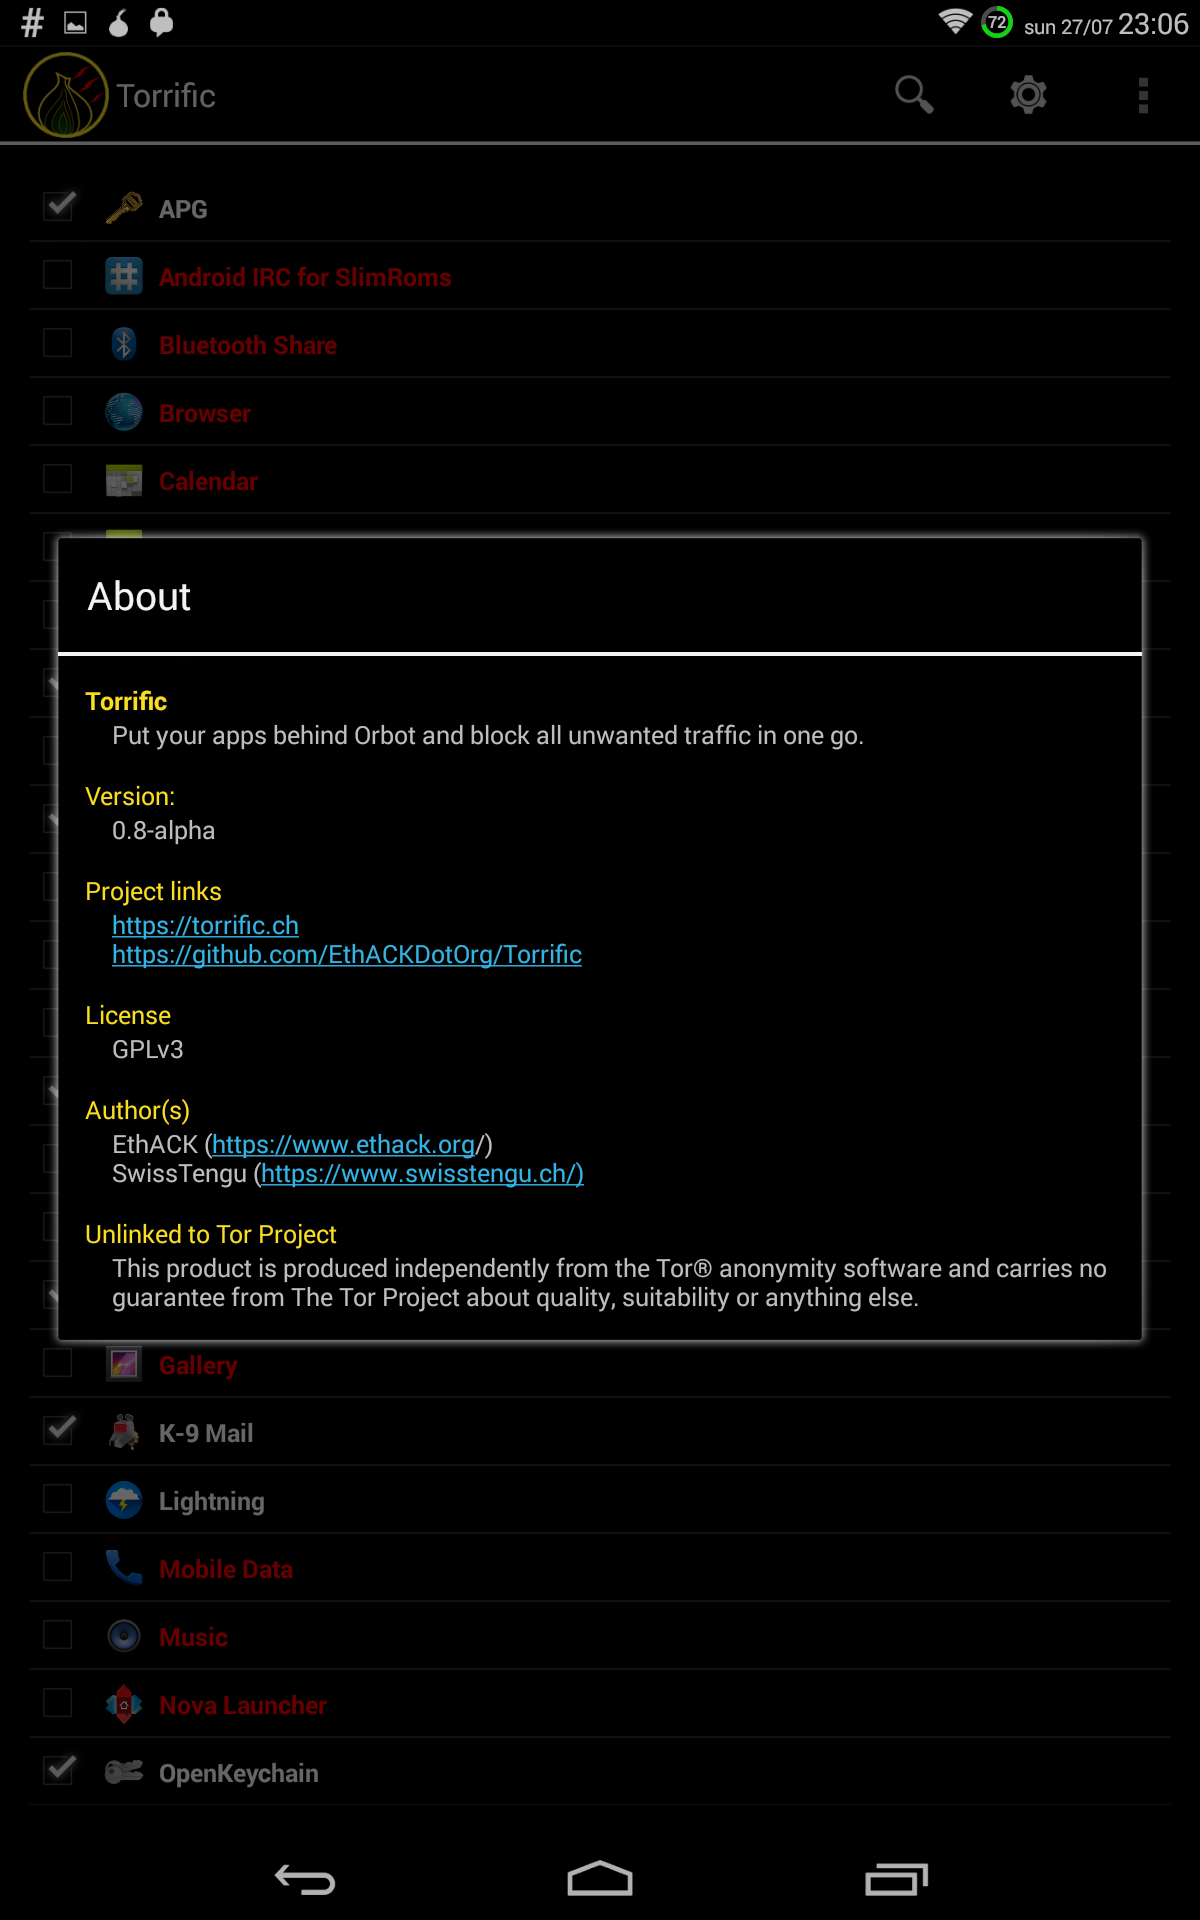 72 sun 27/07 23:06
Torrific
APG
Android IRC for SlimRoms
Bluetooth Share
Browser
Calendar
About
Torrific
Put your apps behind Orbot and block all unwanted traffic in one go.
Version:
0.8-alpha
Project links
https://torrific.ch
https://github.com/EthACKDotOrg/Torrific
License
GPLv3
Author(s)
EthACK (https://www.ethack.org/)
SwissTengu (https://www.swisstengu.ch/)
Unlinked to Tor Project
This product is produced independently from the Tor® anonymity software and carries no
guarantee from The Tor Project about quality, suitability or anything else.
Gallery
K-9 Mail
Lightning
Mobile Data
Music
Nova Launcher
OpenKeychain